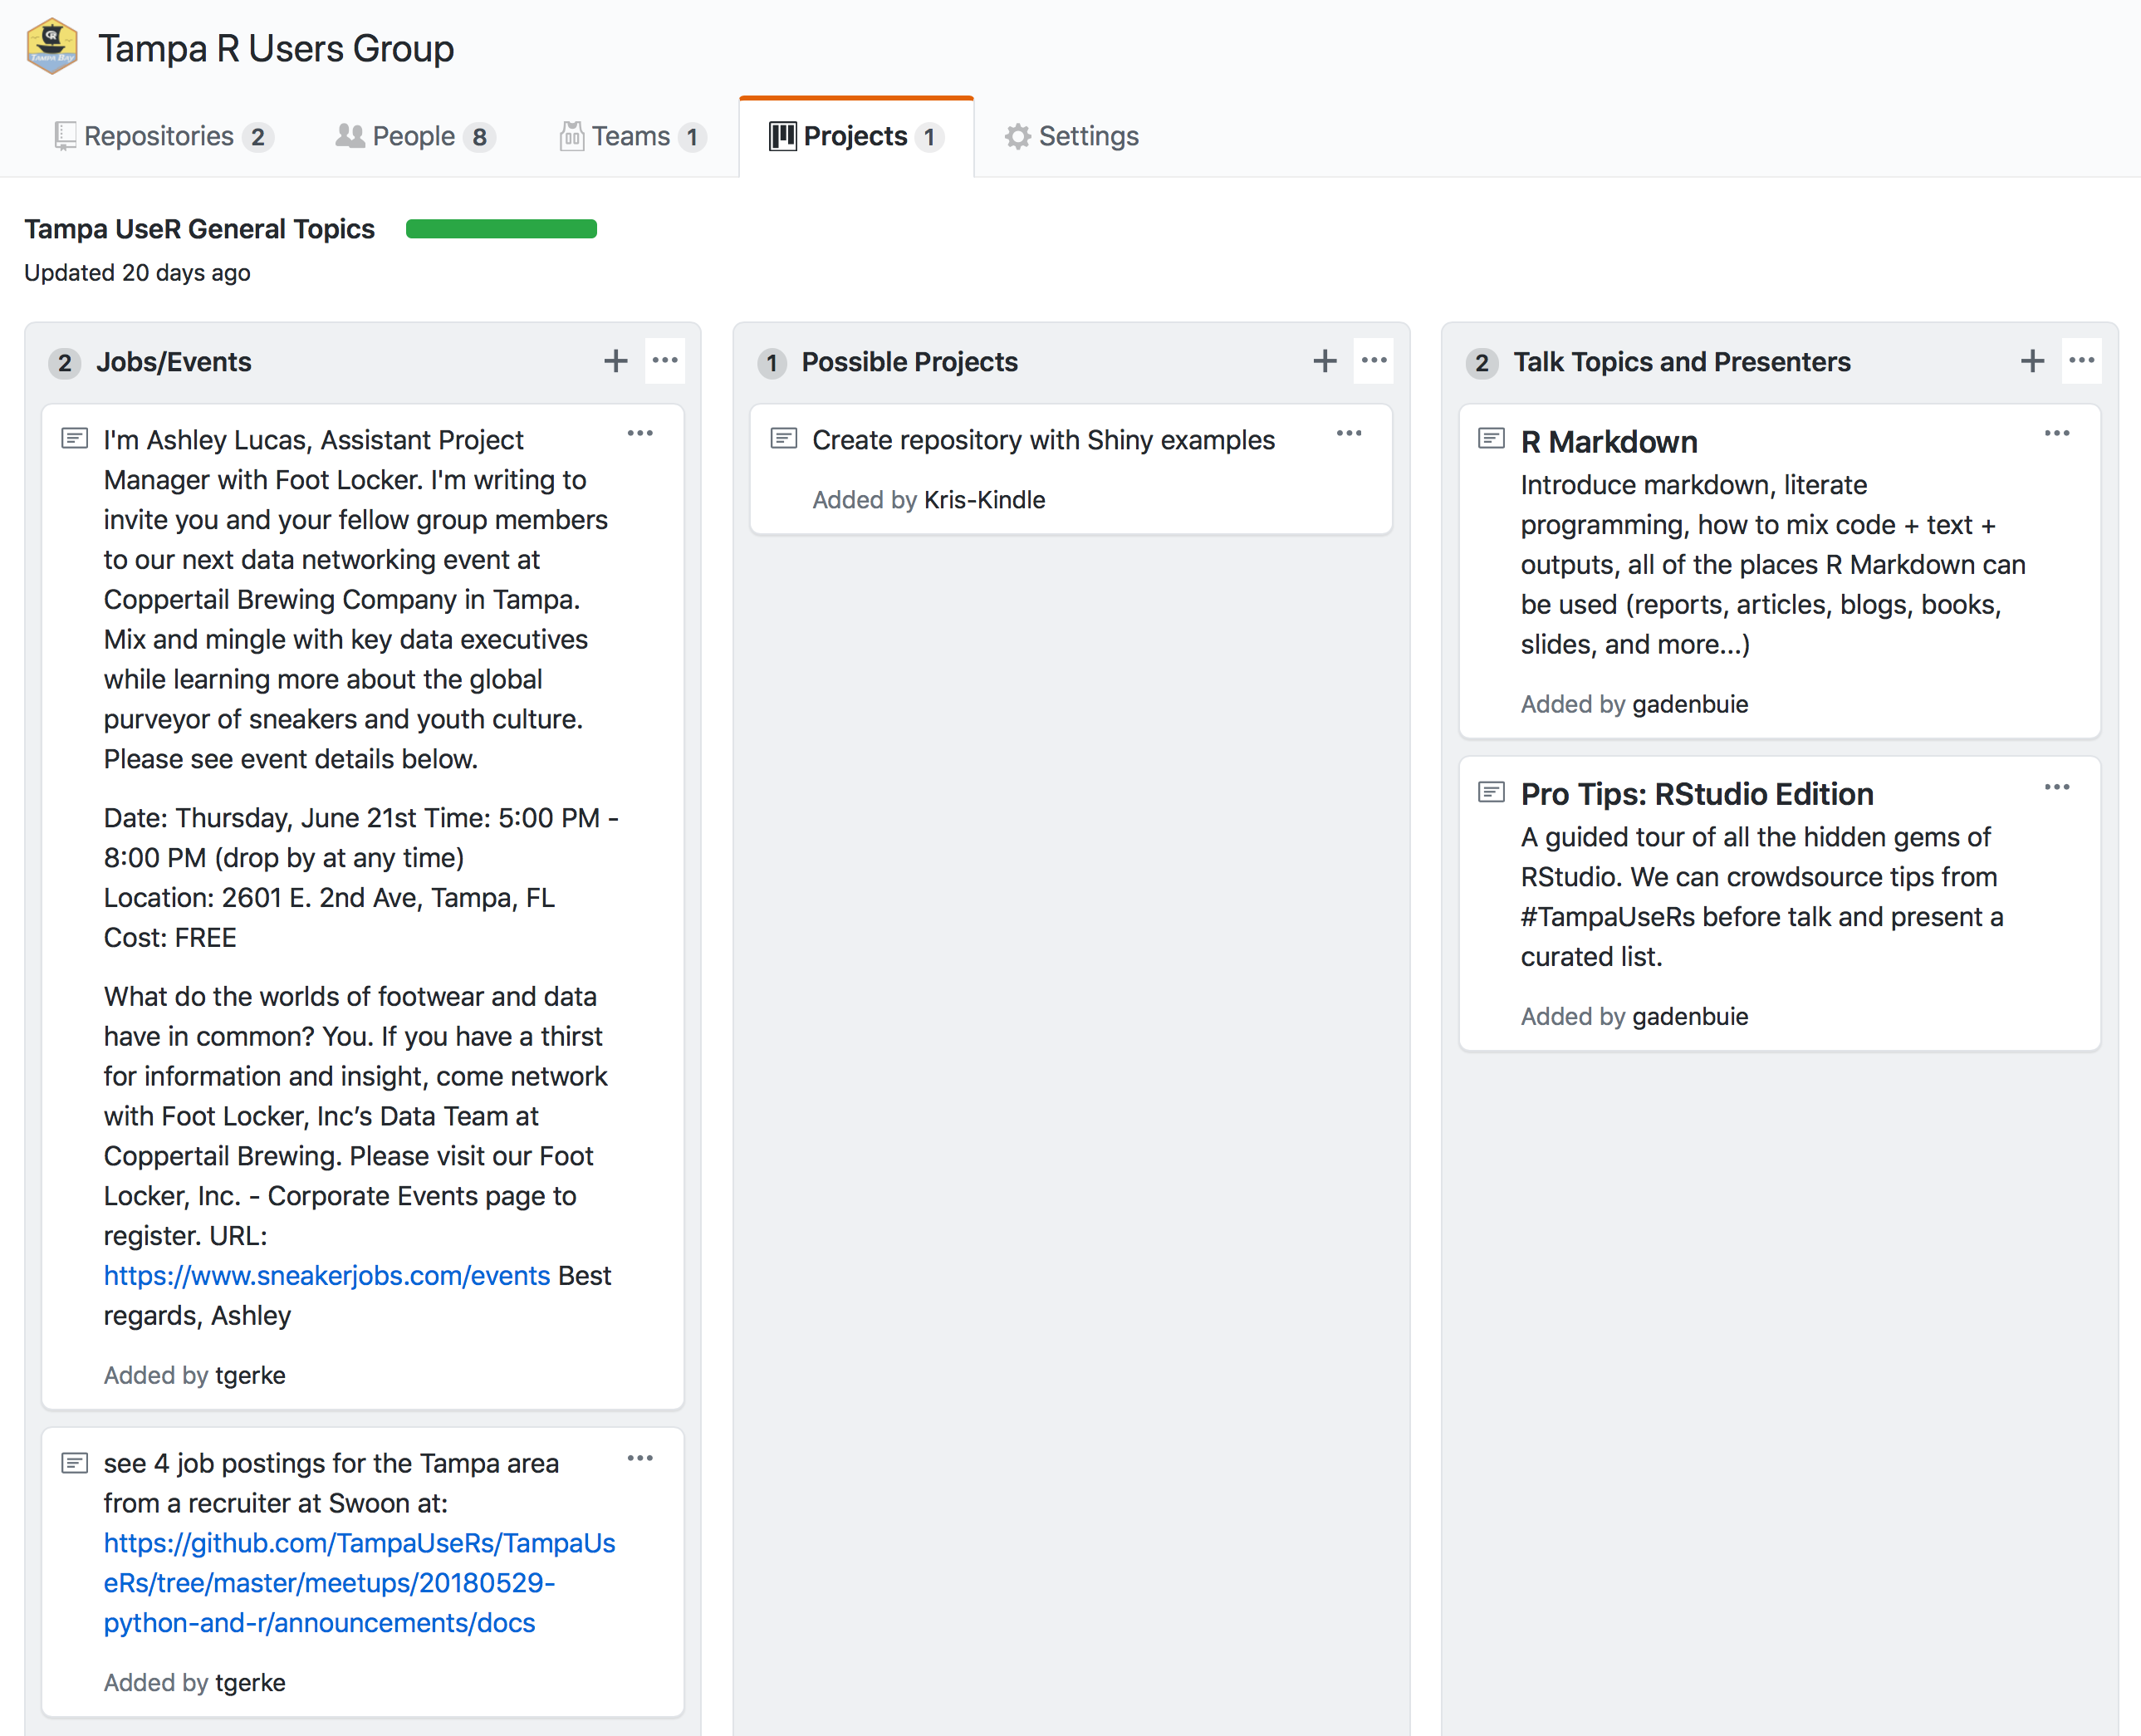 Tampa R Users Group
Repositories 2
People 8
Teams 1
Projects 1
Settings
Tampa UseR General Topics
Updated 20 days ago
2 Jobs/Events
I'm Ashley Lucas, Assistant Project
Manager with Foot Locker. I'm writing to
invite you and your fellow group members
to our next data networking event at
Coppertail Brewing Company in Tampa.
Mix and mingle with key data executives
while learning more about the global
purveyor of sneakers and youth culture.
Please see event details below.
Date: Thursday, June 21st Time: 5:00 PM -
8:00 PM (drop by at any time)
Location: 2601 E. 2nd Ave, Tampa, FL
Cost: FREE
What do the worlds of footwear and data
have in common? You. If you have a thirst
for information and insight, come network
with Foot Locker, Inc’s Data Team at
Coppertail Brewing. Please visit our Foot
Locker, Inc. - Corporate Events page to
register. URL:
https://www.sneakerjobs.com/events Best
regards, Ashley
Added by tgerke
see 4 job postings for the Tampa area
from a recruiter at Swoon at:
https://github.com/TampaUseRs/TampaUs
eRs/tree/master/meetups/20180529-
python-and-r/announcements/docs
Added by tgerke
1 Possible Projects
Create repository with Shiny examples
Added by Kris-Kindle
2 Talk Topics and Presenters
R Markdown
Introduce markdown, literate
programming, how to mix code + text +
outputs, all of the places R Markdown can
be used (reports, articles, blogs, books,
slides, and more...)
Added by gadenbuie
Pro Tips: RStudio Edition
A guided tour of all the hidden gems of
RStudio. We can crowdsource tips from
#TampaUseRs before talk and present a
curated list.
Added by gadenbuie